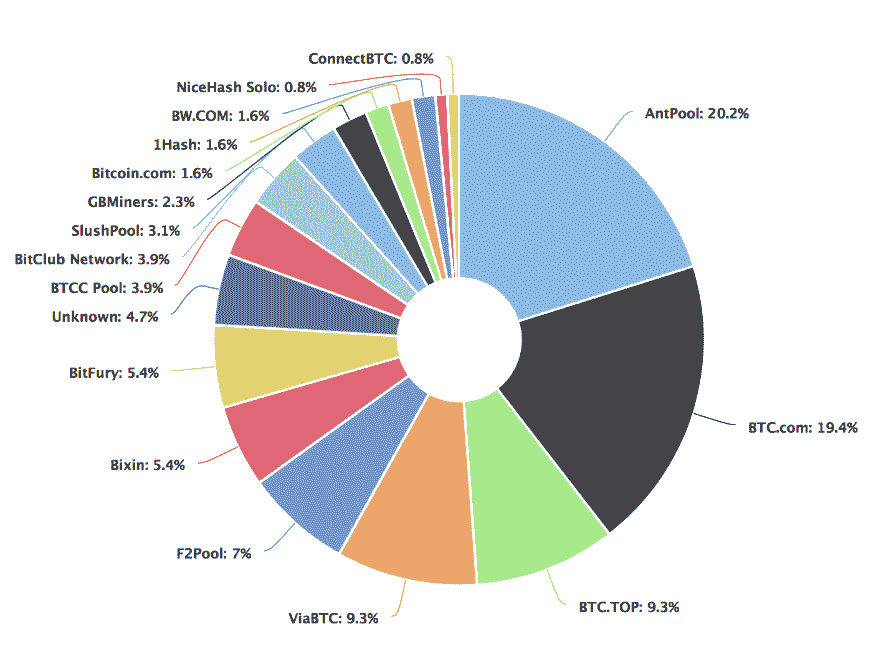 ConnectBTC: 0.8%
NiceHash Solo: 0.8%
BW.COM: 1.6%
1Hash: 1.6%
Bitcoin.com: 1.6%
GBMiners: 2.3%
SlushPool: 3.1%
BitClub Network: 3.9%
BTCC Pool: 3.9%
Unknown: 4.7%
BitFury: 5.4%
Bixin: 5.4%
F2Pool: 7%
ViaBTC: 9.3%
BTC.TOP: 9.3%
BTC.com: 19.4%
AntPool: 20.2%